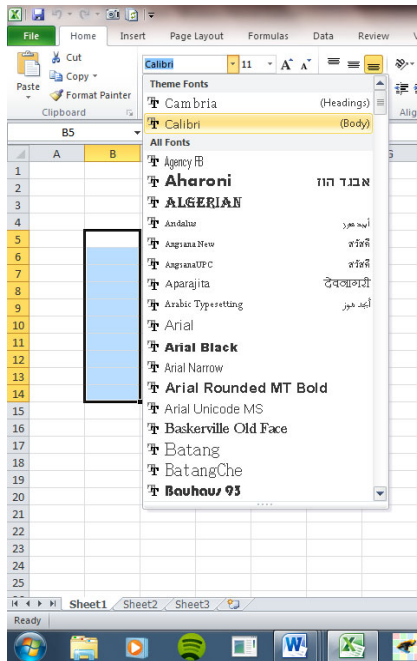 File Home Insert Page Layout Formulas Data Review
Cut
Calibri 11 A A
Copy
Paste
Format Painter
Clipboard
Alig
B5
Theme Fonts
Cambria (Headings)
Calibri (Body)
All Fonts
Agency FB
Aharoni אבגד הוז
ALGERIAN
Andalus أبجد هوز
Angsana New สวัสดี
AngsanaUPC สวัสดี
Aparajita देवनागरी
Arabic Typesetting أبجد هوز
Arial
Arial Black
Arial Narrow
Arial Rounded MT Bold
Arial Unicode MS
Baskerville Old Face
Batang
BatangChe
Bauhaus 93
A B
1
2
3
4
5
6
7
8
9
10
11
12
13
14
15
16
17
18
19
20
21
22
23
24
25
Sheet1 Sheet2 Sheet3
Ready
W